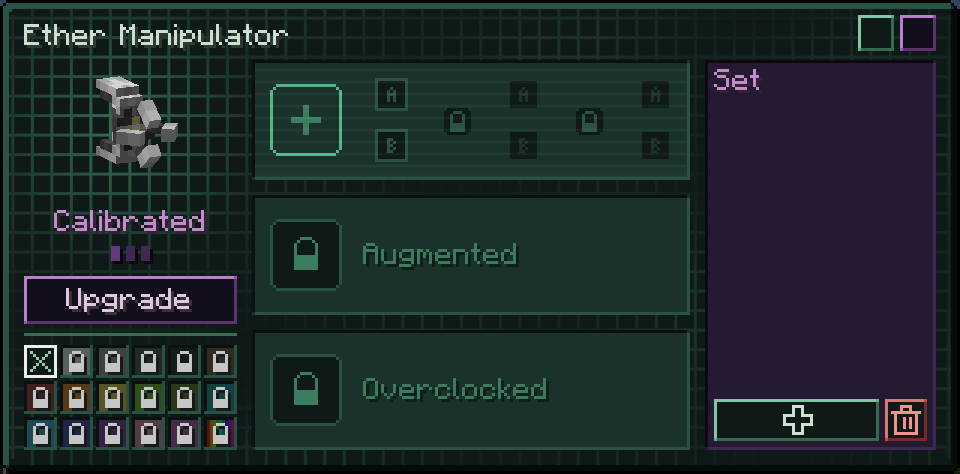 Ether Manipulator
Calibrated
Upgrade
A A A
B B B
Augmented
Overclocked
Set